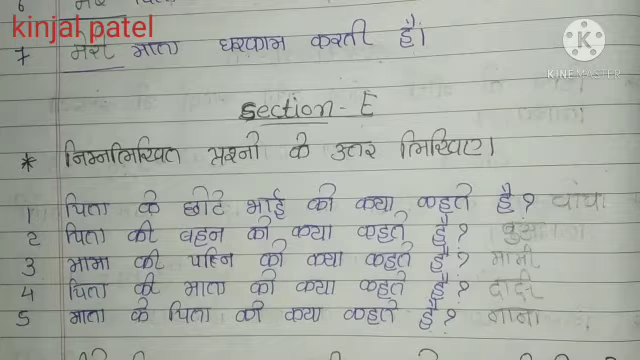 kinjal patel
7 मेरी माता घरकाम करती है।
KINEMASTER
Section - E
* निम्नलिखित प्रश्नो के उत्तर लिखिए।
1 पिता के छोटे भाई को क्या कहते है? चाचा
2 पिता की बहन को क्या कहते है? बुआ
3 मामा की पत्नि को क्या कहते है? मामी
4 पिता की माता को क्या कहते है? दादी
5 माता के पिता को क्या कहते है? नाना